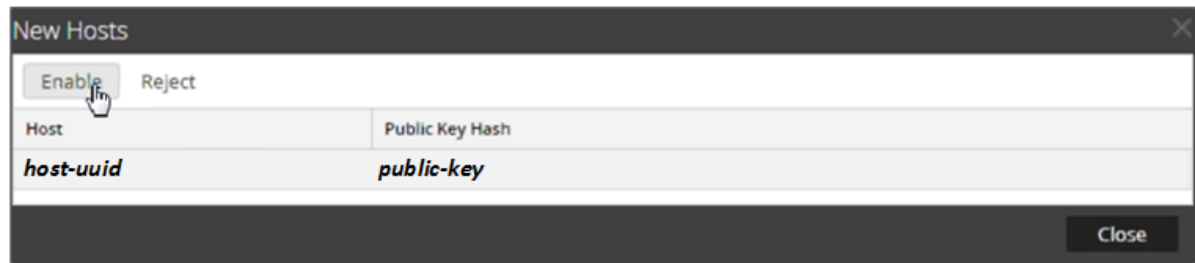 New Hosts
Enable Reject
Host Public Key Hash
host-uuid public-key
Close